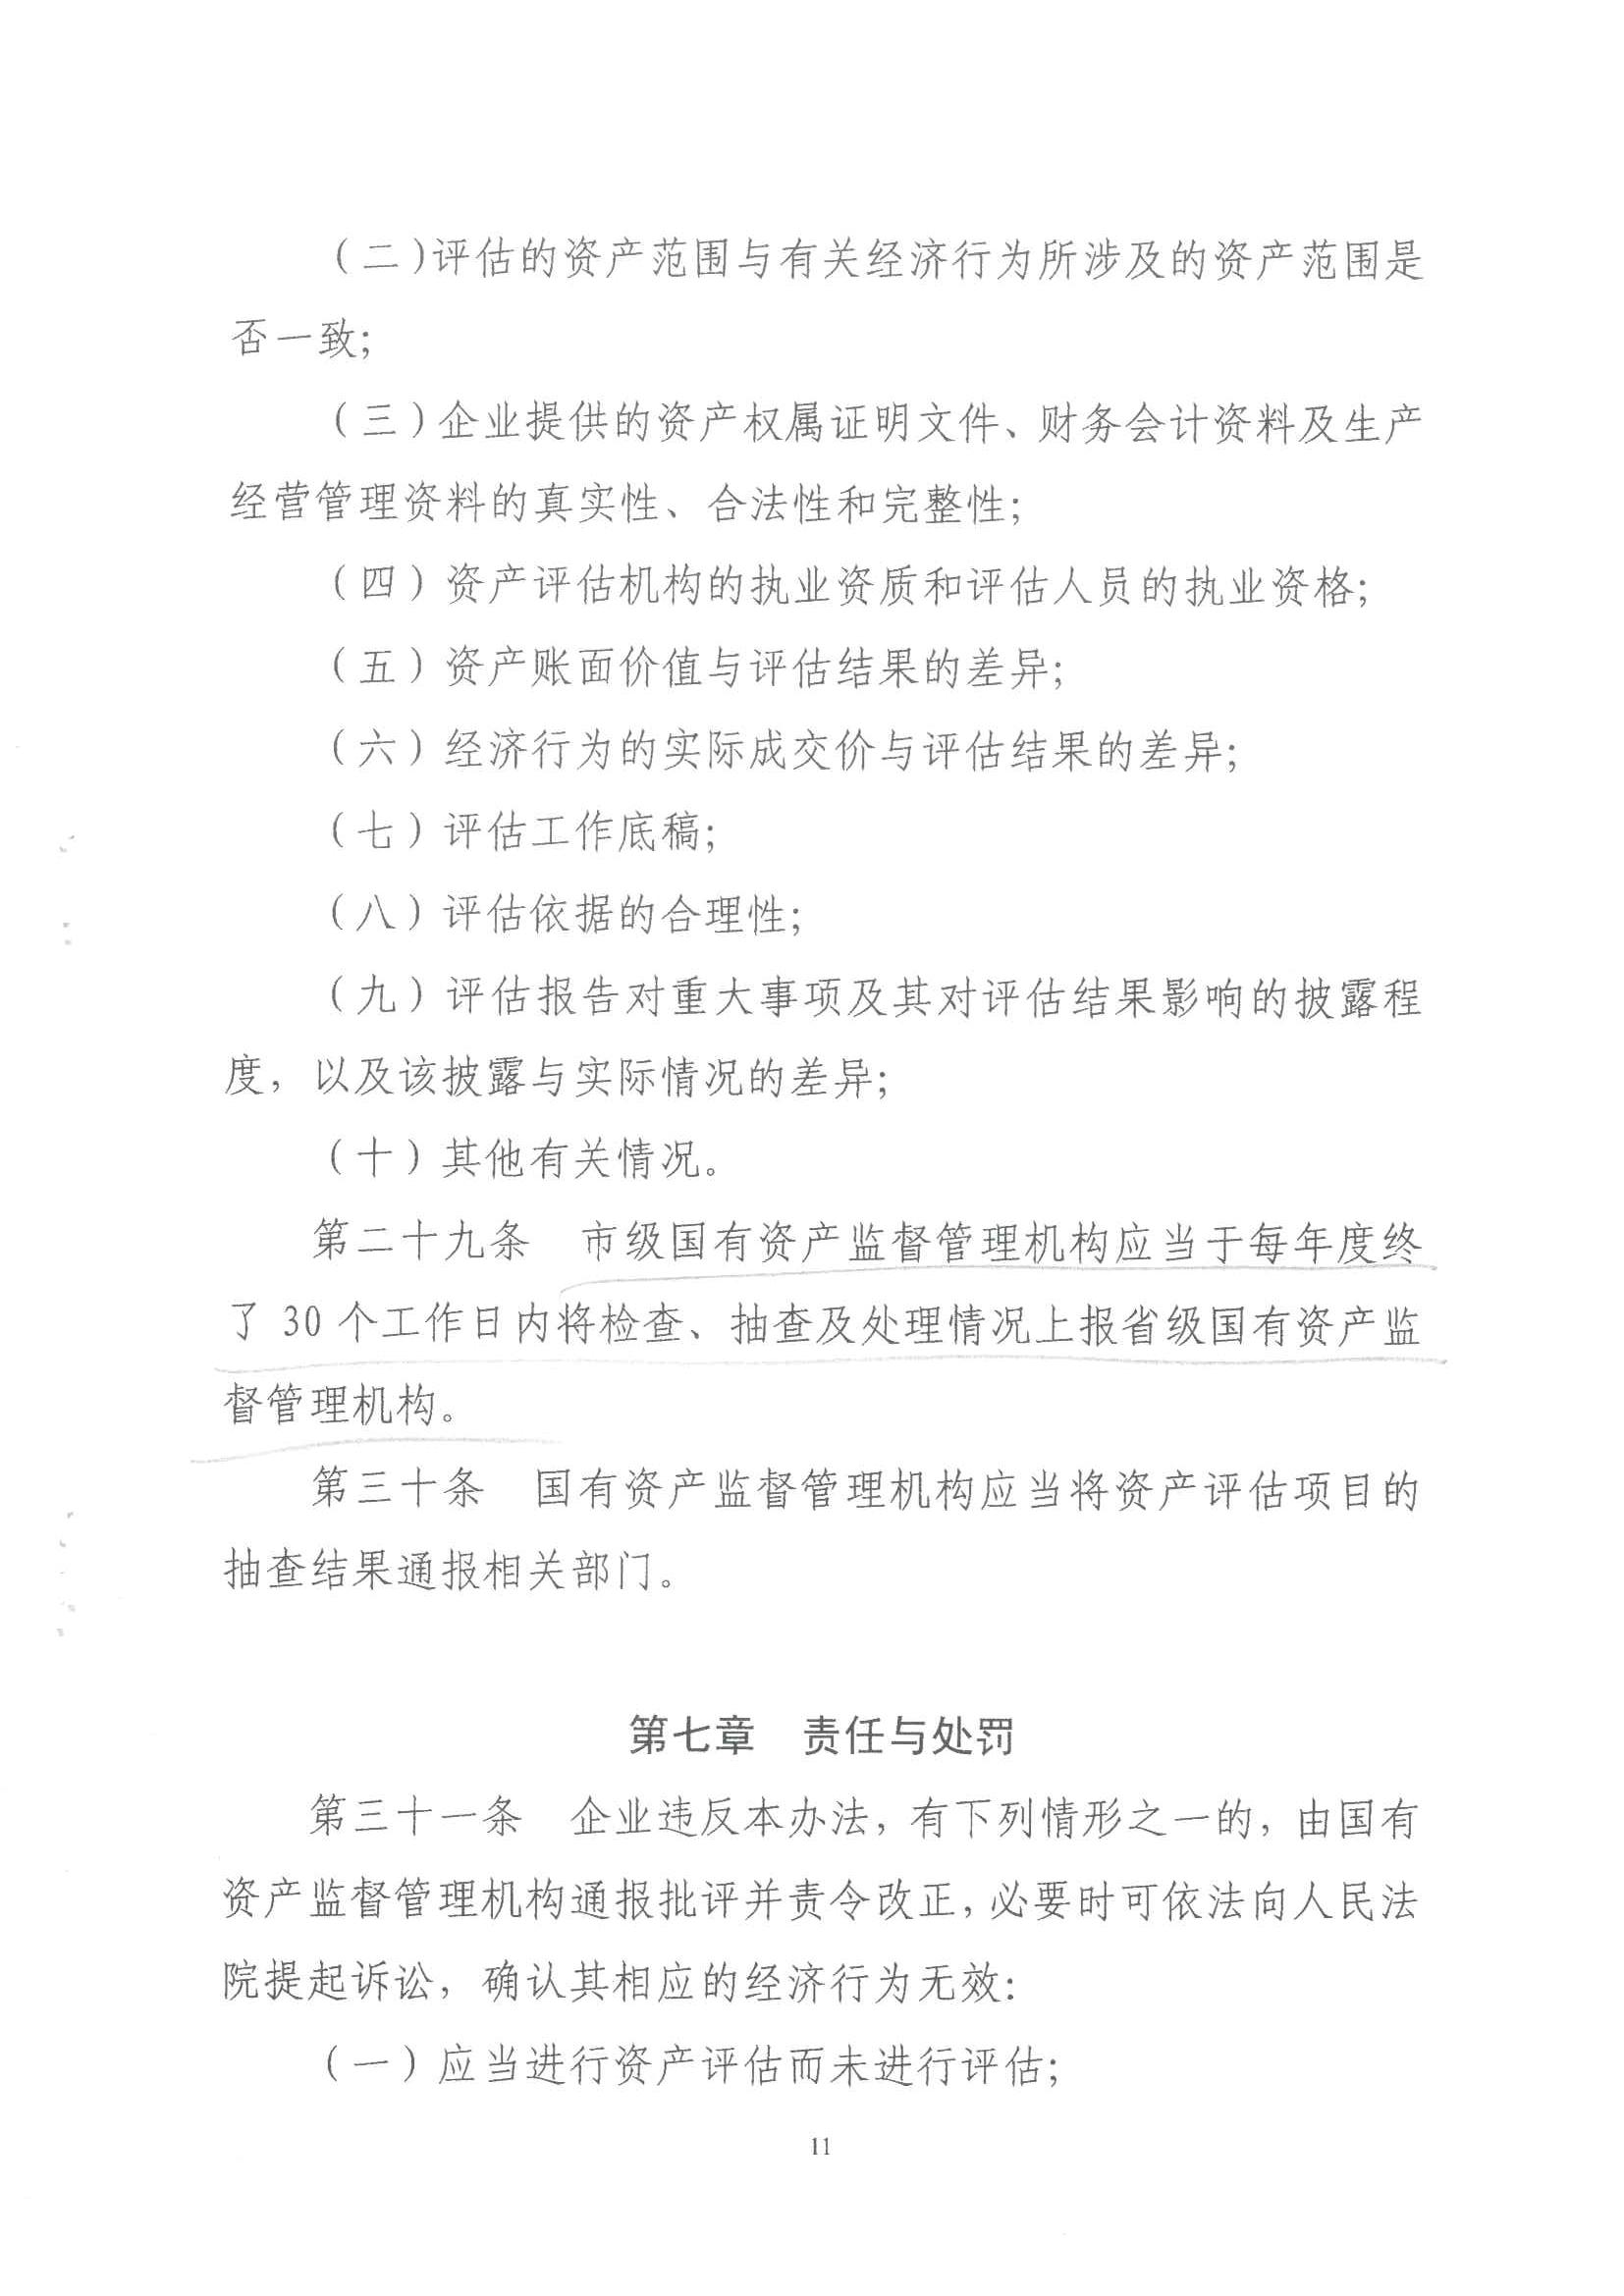 （二）评估的资产范围与有关经济行为所涉及的资产范围是
否一致；
（三）企业提供的资产权属证明文件、财务会计资料及生产
经营管理资料的真实性、合法性和完整性；
（四）资产评估机构的执业资质和评估人员的执业资格；
（五）资产账面价值与评估结果的差异；
（六）经济行为的实际成交价与评估结果的差异；
（七）评估工作底稿；
（八）评估依据的合理性；
（九）评估报告对重大事项及其对评估结果影响的披露程
度，以及该披露与实际情况的差异；
（十）其他有关情况。
第二十九条　市级国有资产监督管理机构应当于每年度终
了 30 个工作日内将检查、抽查及处理情况上报省级国有资产监
督管理机构。
第三十条　国有资产监督管理机构应当将资产评估项目的
抽查结果通报相关部门。
第七章　责任与处罚
第三十一条　企业违反本办法，有下列情形之一的，由国有
资产监督管理机构通报批评并责令改正，必要时可依法向人民法
院提起诉讼，确认其相应的经济行为无效：
（一）应当进行资产评估而未进行评估；
11